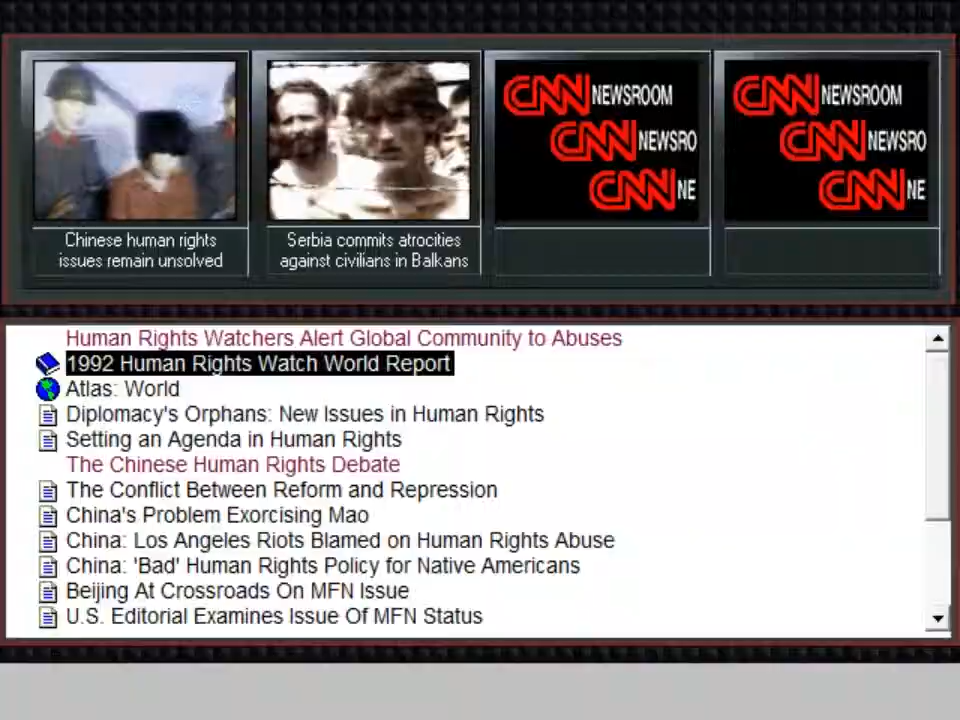 CNN NEWSROOM
CNN NEWSRO
CNN NE
CNN NEWSROOM
CNN NEWSRO
CNN NE
Chinese human rights
issues remain unsolved
Serbia commits atrocities
against civilians in Balkans
Human Rights Watchers Alert Global Community to Abuses
1992 Human Rights Watch World Report
Atlas: World
Diplomacy's Orphans: New Issues in Human Rights
Setting an Agenda in Human Rights
The Chinese Human Rights Debate
The Conflict Between Reform and Repression
China's Problem Exorcising Mao
China: Los Angeles Riots Blamed on Human Rights Abuse
China: 'Bad' Human Rights Policy for Native Americans
Beijing At Crossroads On MFN Issue
U.S. Editorial Examines Issue Of MFN Status